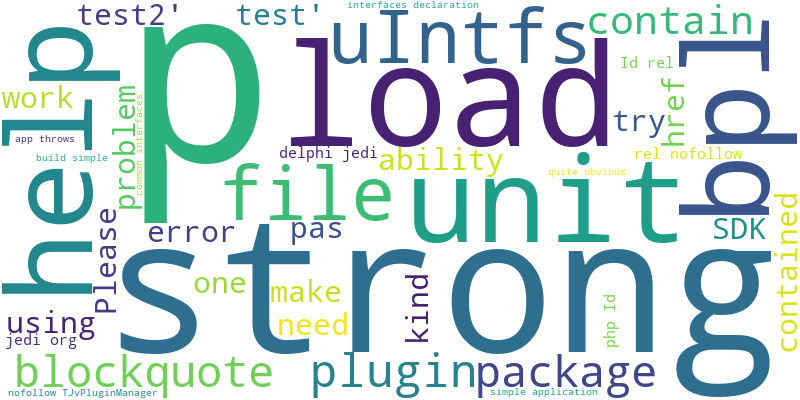 interfaces declaration
test2'
test'
uIntfs
contain
p
load
help
bpl
Id rel
href
work
problem
common interfaces
try
app throws
build simple
delphi jedi
ability
rel nofollow
quite obvious
file
unit
Please
error
pas
SDK
contained
strong
one
make
need
kind
php Id
using
jedi org
blockquote
plugin
package
nofollow TJvPluginManager
simple application